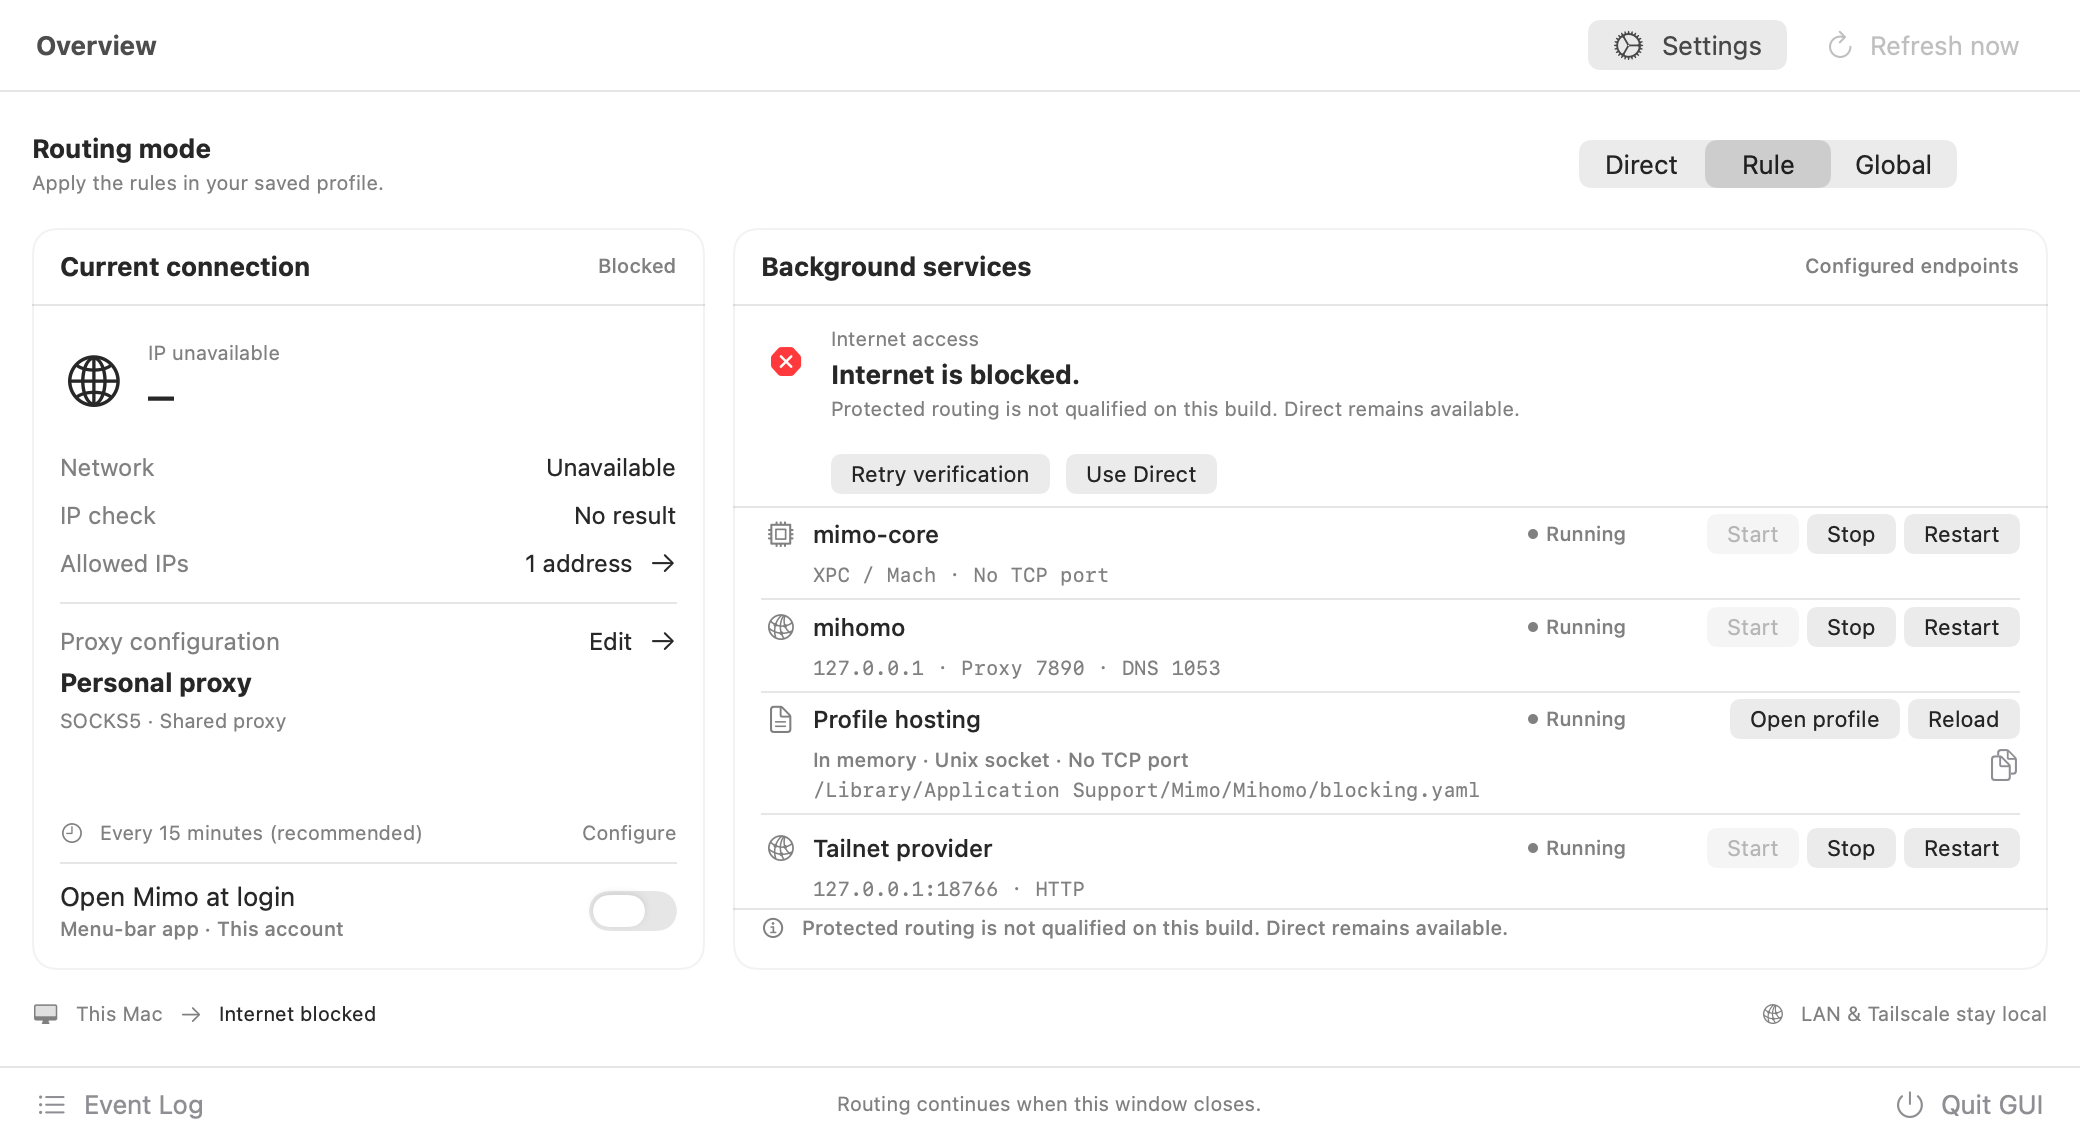 Overview
Settings
Refresh now
Routing mode
Apply the rules in your saved profile.
Direct
Rule
Global
Current connection
Blocked
IP unavailable
—
Network
Unavailable
IP check
No result
Allowed IPs
1 address →
Proxy configuration
Edit →
Personal proxy
SOCKS5 · Shared proxy
Every 15 minutes (recommended)
Configure
Open Mimo at login
Menu-bar app · This account
Background services
Configured endpoints
Internet access
Internet is blocked.
Protected routing is not qualified on this build. Direct remains available.
Retry verification
Use Direct
mimo-core
Running
Start
Stop
Restart
XPC / Mach · No TCP port
mihomo
Running
Start
Stop
Restart
127.0.0.1 · Proxy 7890 · DNS 1053
Profile hosting
Running
Open profile
Reload
In memory · Unix socket · No TCP port
/Library/Application Support/Mimo/Mihomo/blocking.yaml
Tailnet provider
Running
Start
Stop
Restart
127.0.0.1:18766 · HTTP
Protected routing is not qualified on this build. Direct remains available.
This Mac → Internet blocked
LAN & Tailscale stay local
Event Log
Routing continues when this window closes.
Quit GUI